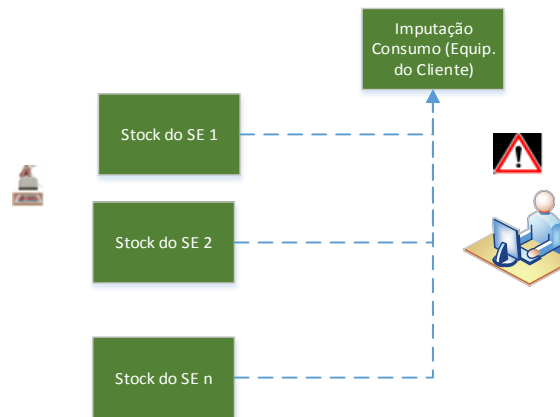 Imputação
Consumo (Equip.
do Cliente)
Stock do SE 1
Stock do SE 2
Stock do SE n